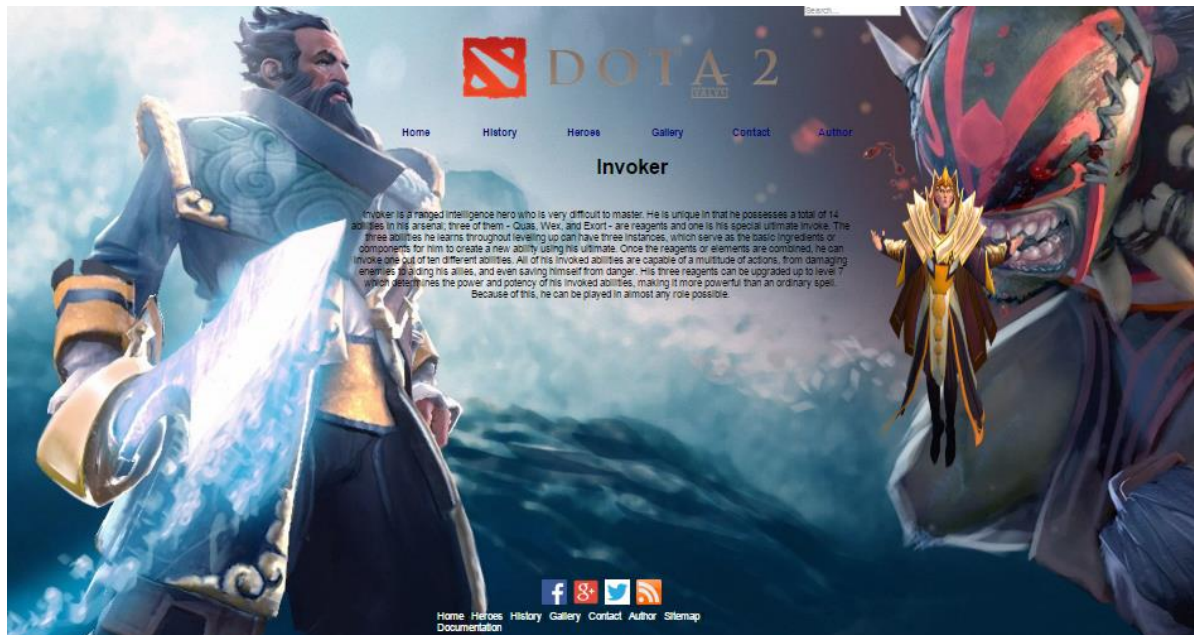 Search...
DOTA 2
VALVE
Home History Heroes Gallery Contact Author
Invoker
Invoker is a ranged intelligence hero who is very difficult to master. He is unique in that he possesses a total of 14
abilities in his arsenal; three of them - Quas, Wex, and Exort - are reagents and one is his special ultimate Invoke. The
three abilities he learns throughout leveling up can have three instances, which serve as the basic ingredients or
components for him to create a new ability using his ultimate. Once the reagents or elements are combined, he can
invoke one out of ten different abilities. All of his invoked abilities are capable of a multitude of actions, from damaging
enemies to aiding his allies, and even saving himself from danger. His three reagents can be upgraded up to level 7
which determines the power and potency of his invoked abilities, making it more powerful than an ordinary spell.
Because of this, he can be played in almost any role possible.
f 8+
Home Heroes History Gallery Contact Author Sitemap
Documentation